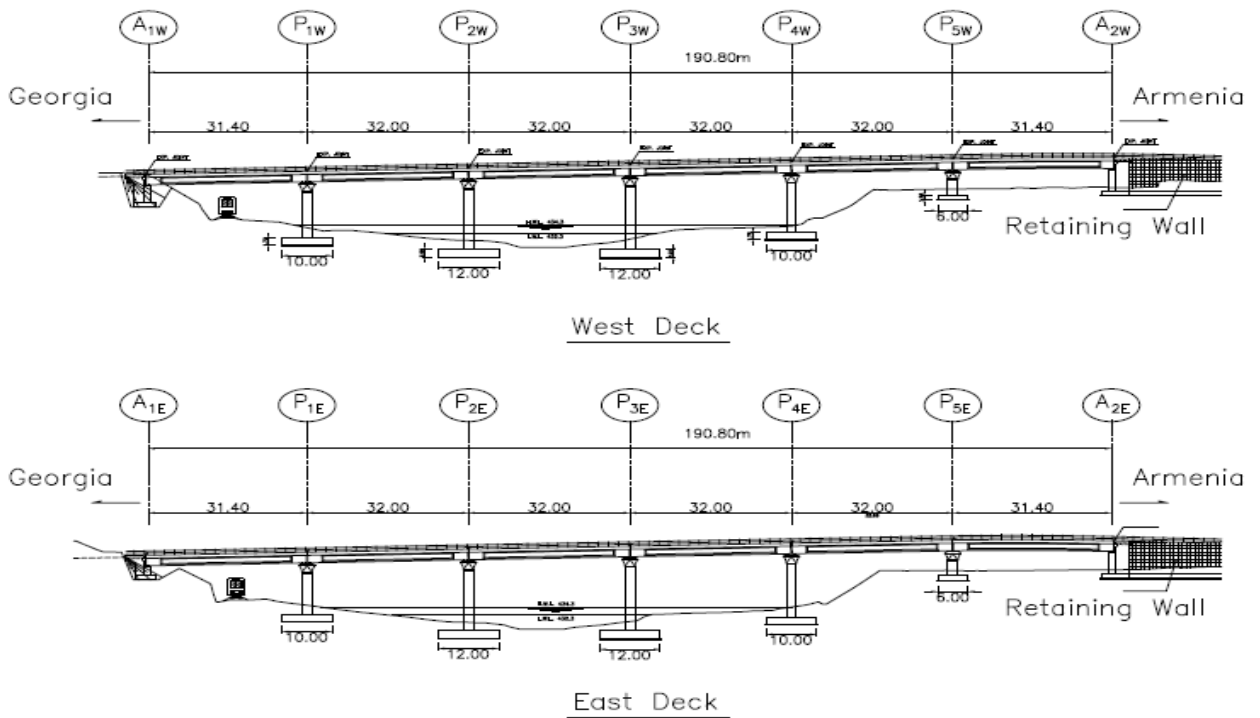 A1W P1W P2W P3W P4W P5W A2W
190.80m
Georgia Armenia
31.40 32.00 32.00 32.00 32.00 31.40
Retaining Wall
10.00 12.00 12.00 10.00 6.00
West Deck
A1E P1E P2E P3E P4E P5E A2E
190.80m
Georgia Armenia
31.40 32.00 32.00 32.00 32.00 31.40
Retaining Wall
10.00 12.00 12.00 10.00 6.00
East Deck